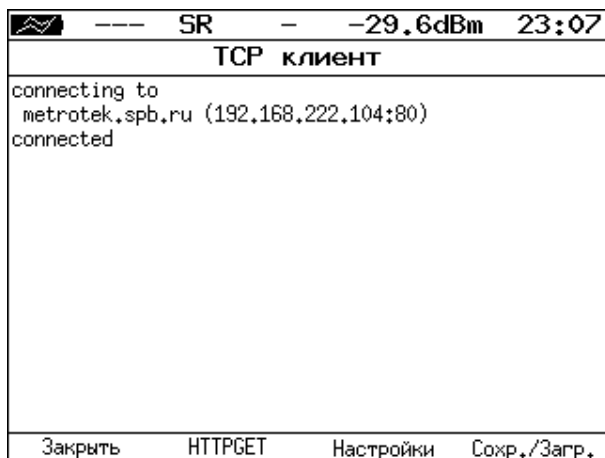 --- SR - -29.6dBm 23:07
TCP клиент
connecting to
metrotek.spb.ru (192.168.222.104:80)
connected
Закрыть HTTPGET Настройки Сохр./Загр.